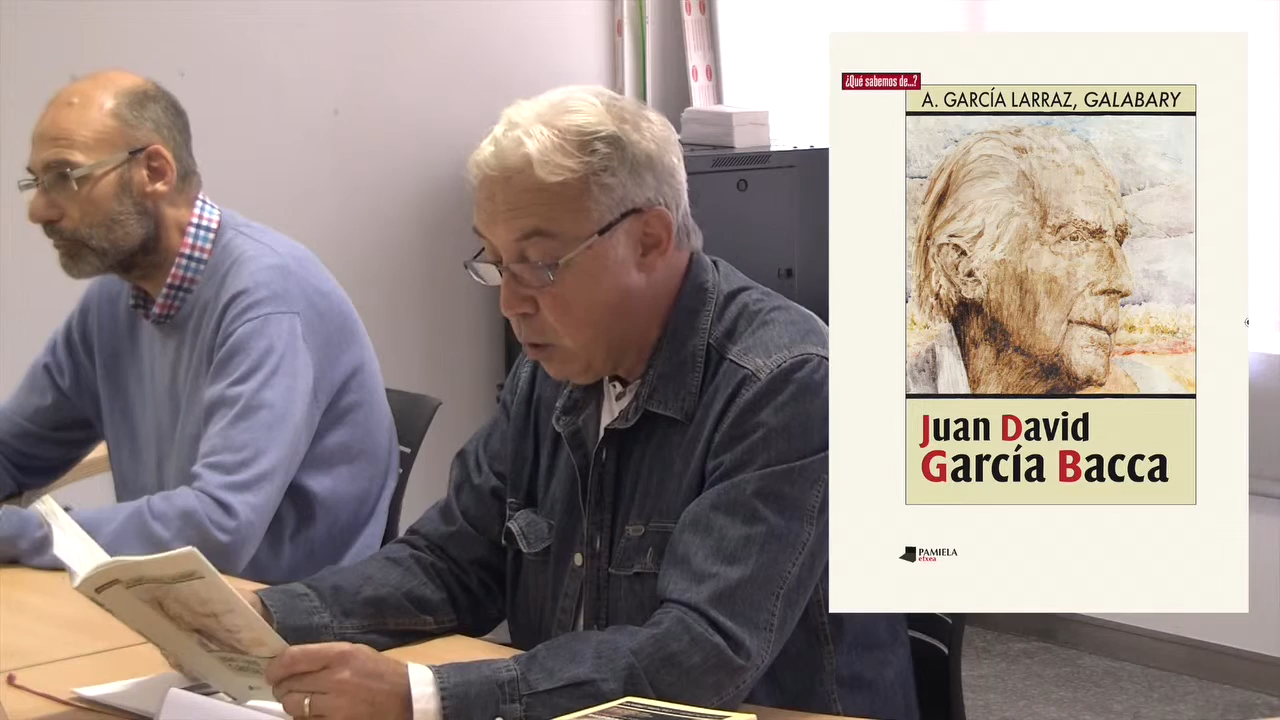 ¿Qué sabemos de...?
A. GARCÍA LARRAZ, GALABARY
Juan David
García Bacca
PAMIELA
etxea